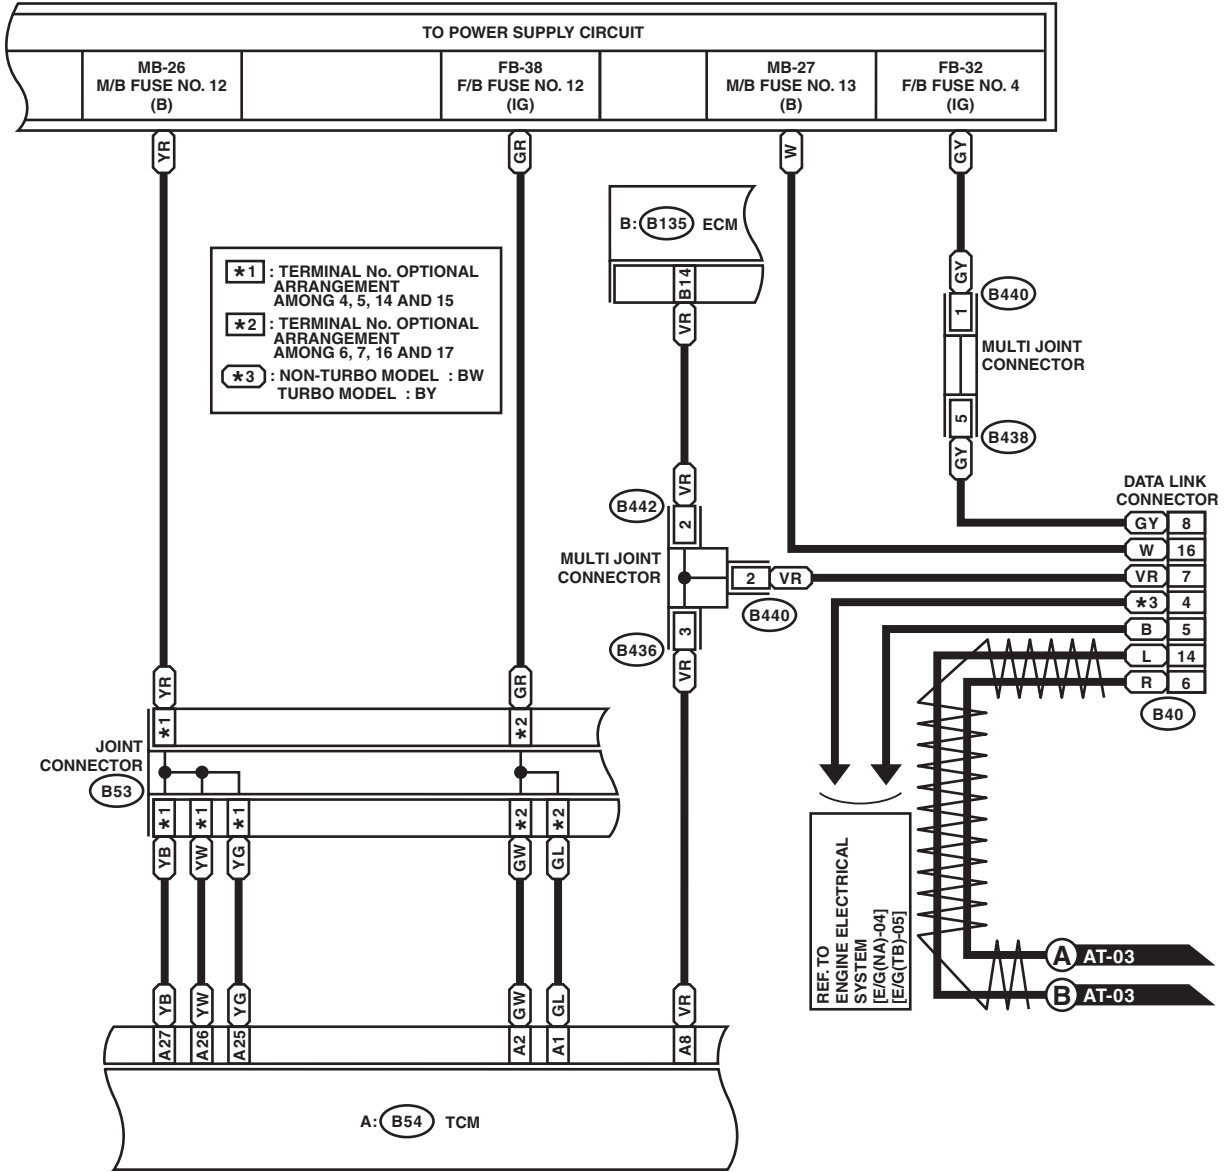 TO POWER SUPPLY CIRCUIT
MB-26
M/B FUSE NO. 12
(B)
FB-38
F/B FUSE NO. 12
(IG)
MB-27
M/B FUSE NO. 13
(B)
FB-32
F/B FUSE NO. 4
(IG)
YR
GR
W
GY
B: B135 ECM
B14
VR
*1 : TERMINAL No. OPTIONAL
ARRANGEMENT
AMONG 4, 5, 14 AND 15
*2 : TERMINAL No. OPTIONAL
ARRANGEMENT
AMONG 6, 7, 16 AND 17
*3 : NON-TURBO MODEL : BW
TURBO MODEL : BY
GY
1
B440
MULTI JOINT
CONNECTOR
5
B438
GY
VR
B442
2
MULTI JOINT
CONNECTOR
2 VR
B440
3
B436
VR
DATA LINK
CONNECTOR
GY 8
W 16
VR 7
*3 4
B 5
L 14
R 6
B40
YR
GR
*1
*2
JOINT
CONNECTOR
B53
*1 *1 *1
*2 *2
YB YW YG
GW GL
REF. TO
ENGINE ELECTRICAL
SYSTEM
[E/G(NA)-04]
[E/G(TB)-05]
A AT-03
B AT-03
YB YW YG
GW GL
VR
A27 A26 A25
A2 A1
A8
A: B54 TCM